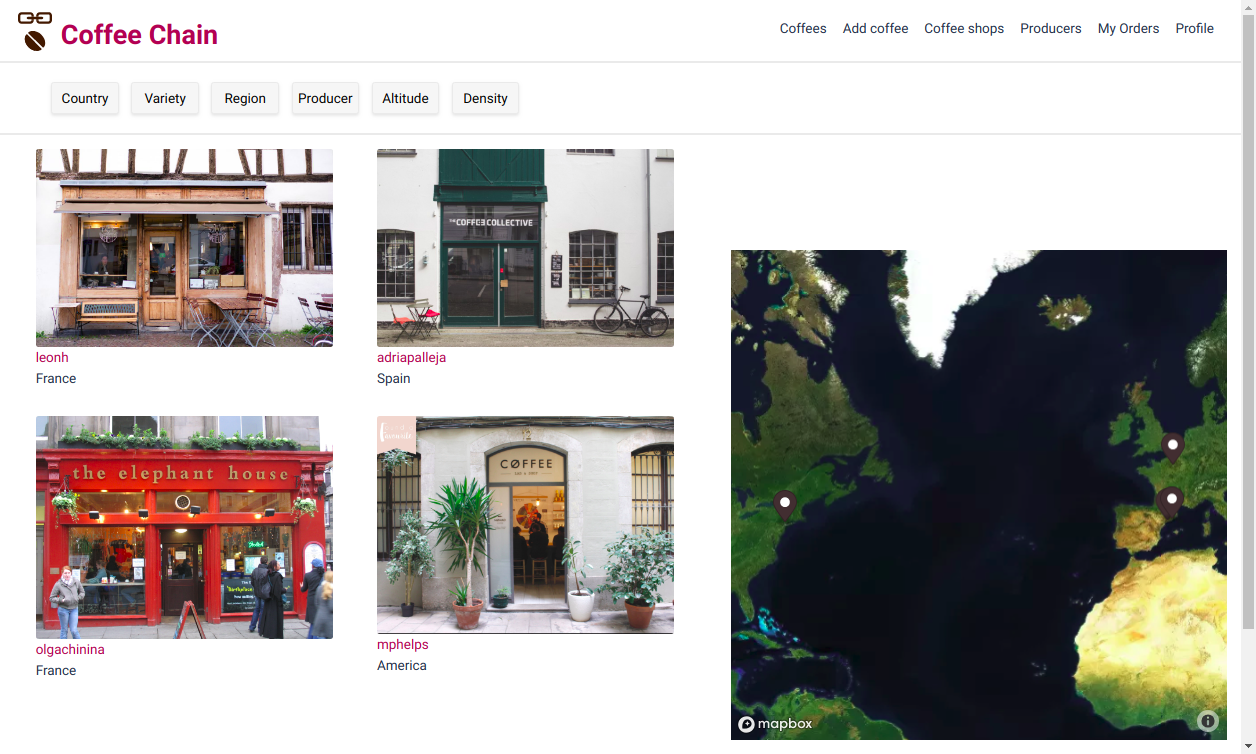 Coffee Chain
Coffees Add coffee Coffee shops Producers My Orders Profile
Country Variety Region Producer Altitude Density
THE COFFEE COLLECTIVE
leonh
France
adriapalleja
Spain
the elephant house
Favourite
COFFEE
olgachinina
France
mphelps
America
mapbox